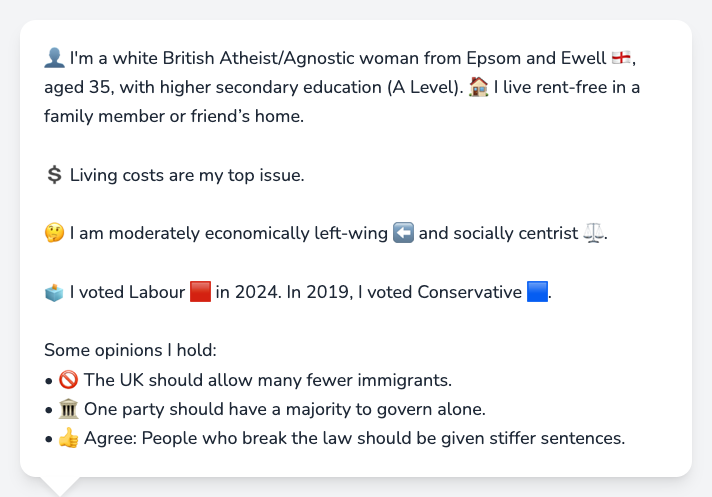 👤 I'm a white British Atheist/Agnostic woman from Epsom and Ewell 🏴󠁧󠁢󠁥󠁮󠁧󠁿,
aged 35, with higher secondary education (A Level). 🏠 I live rent-free in a
family member or friend’s home.
💲 Living costs are my top issue.
🤔 I am moderately economically left-wing ⬅️ and socially centrist ⚖️.
🗳️ I voted Labour 🟥 in 2024. In 2019, I voted Conservative 🟦.
Some opinions I hold:
• 🚫 The UK should allow many fewer immigrants.
• 🏛️ One party should have a majority to govern alone.
• 👍 Agree: People who break the law should be given stiffer sentences.